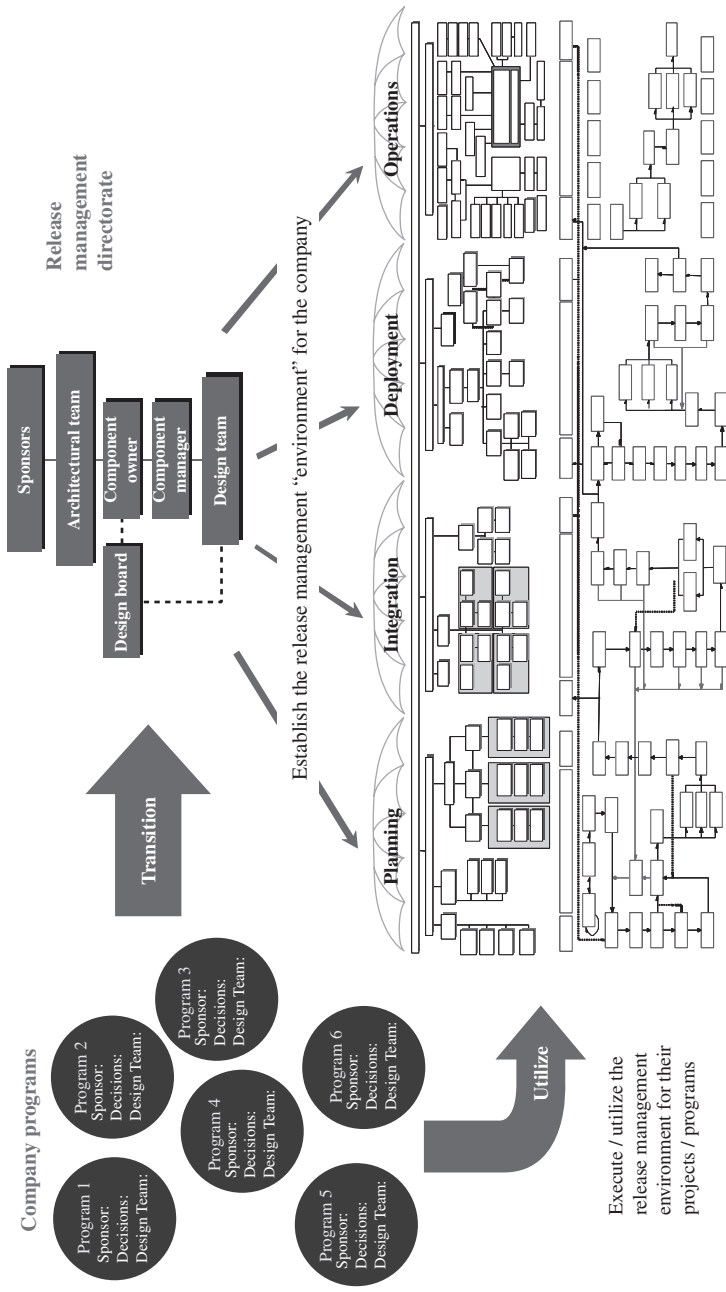 Company programs
Program 1
Sponsor:
Decisions:
Design Team:
Program 2
Sponsor:
Decisions:
Design Team:
Program 3
Sponsor:
Decisions:
Design Team:
Program 4
Sponsor:
Decisions:
Design Team:
Program 5
Sponsor:
Decisions:
Design Team:
Program 6
Sponsor:
Decisions:
Design Team:
Transition
Sponsors
Architectural team
Design board
Component
owner
Component
manager
Design team
Release
management
directorate
Establish the release management “environment” for the company
Planning
Integration
Deployment
Operations
Utilize
Execute / utilize the
release management
environment for their
projects / programs